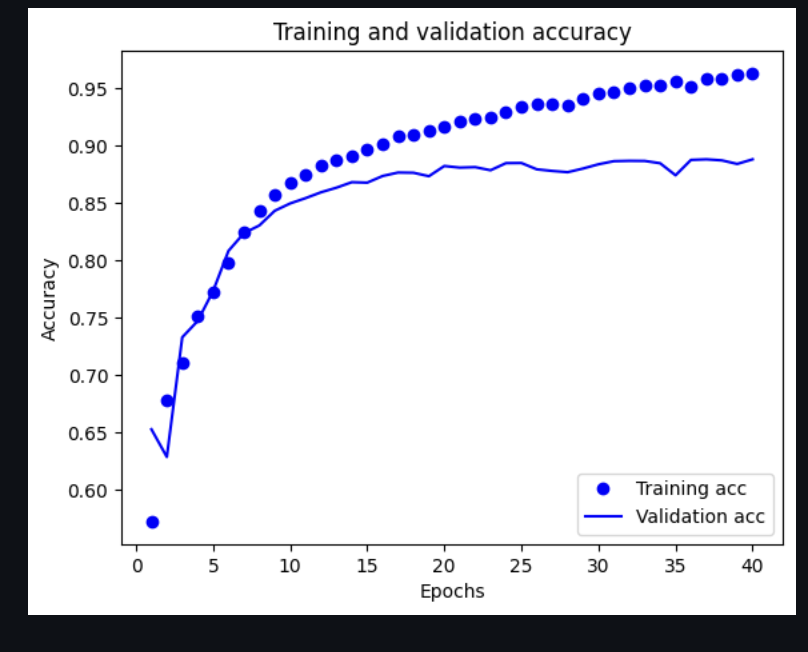 Training and validation accuracy
0.95
0.90
0.85
0.80
0.75
0.70
0.65
0.60
Accuracy
Training acc
Validation acc
0 5 10 15 20 25 30 35 40
Epochs